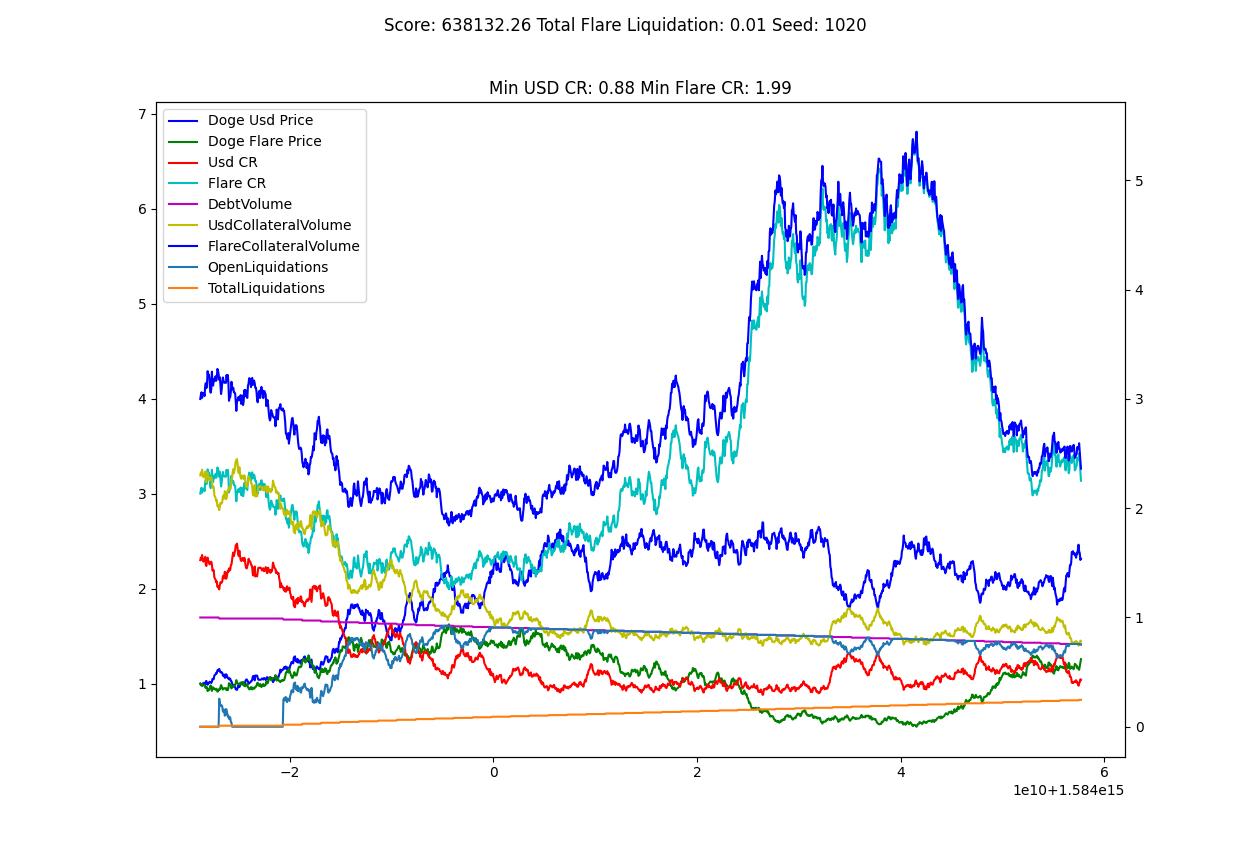 Score: 638132.26 Total Flare Liquidation: 0.01 Seed: 1020
Min USD CR: 0.88 Min Flare CR: 1.99
Doge Usd Price
Doge Flare Price
Usd CR
Flare CR
DebtVolume
UsdCollateralVolume
FlareCollateralVolume
OpenLiquidations
TotalLiquidations
7
6
5
4
3
2
1
5
4
3
2
1
0
−2
0
2
4
6
1e10+1.584e15